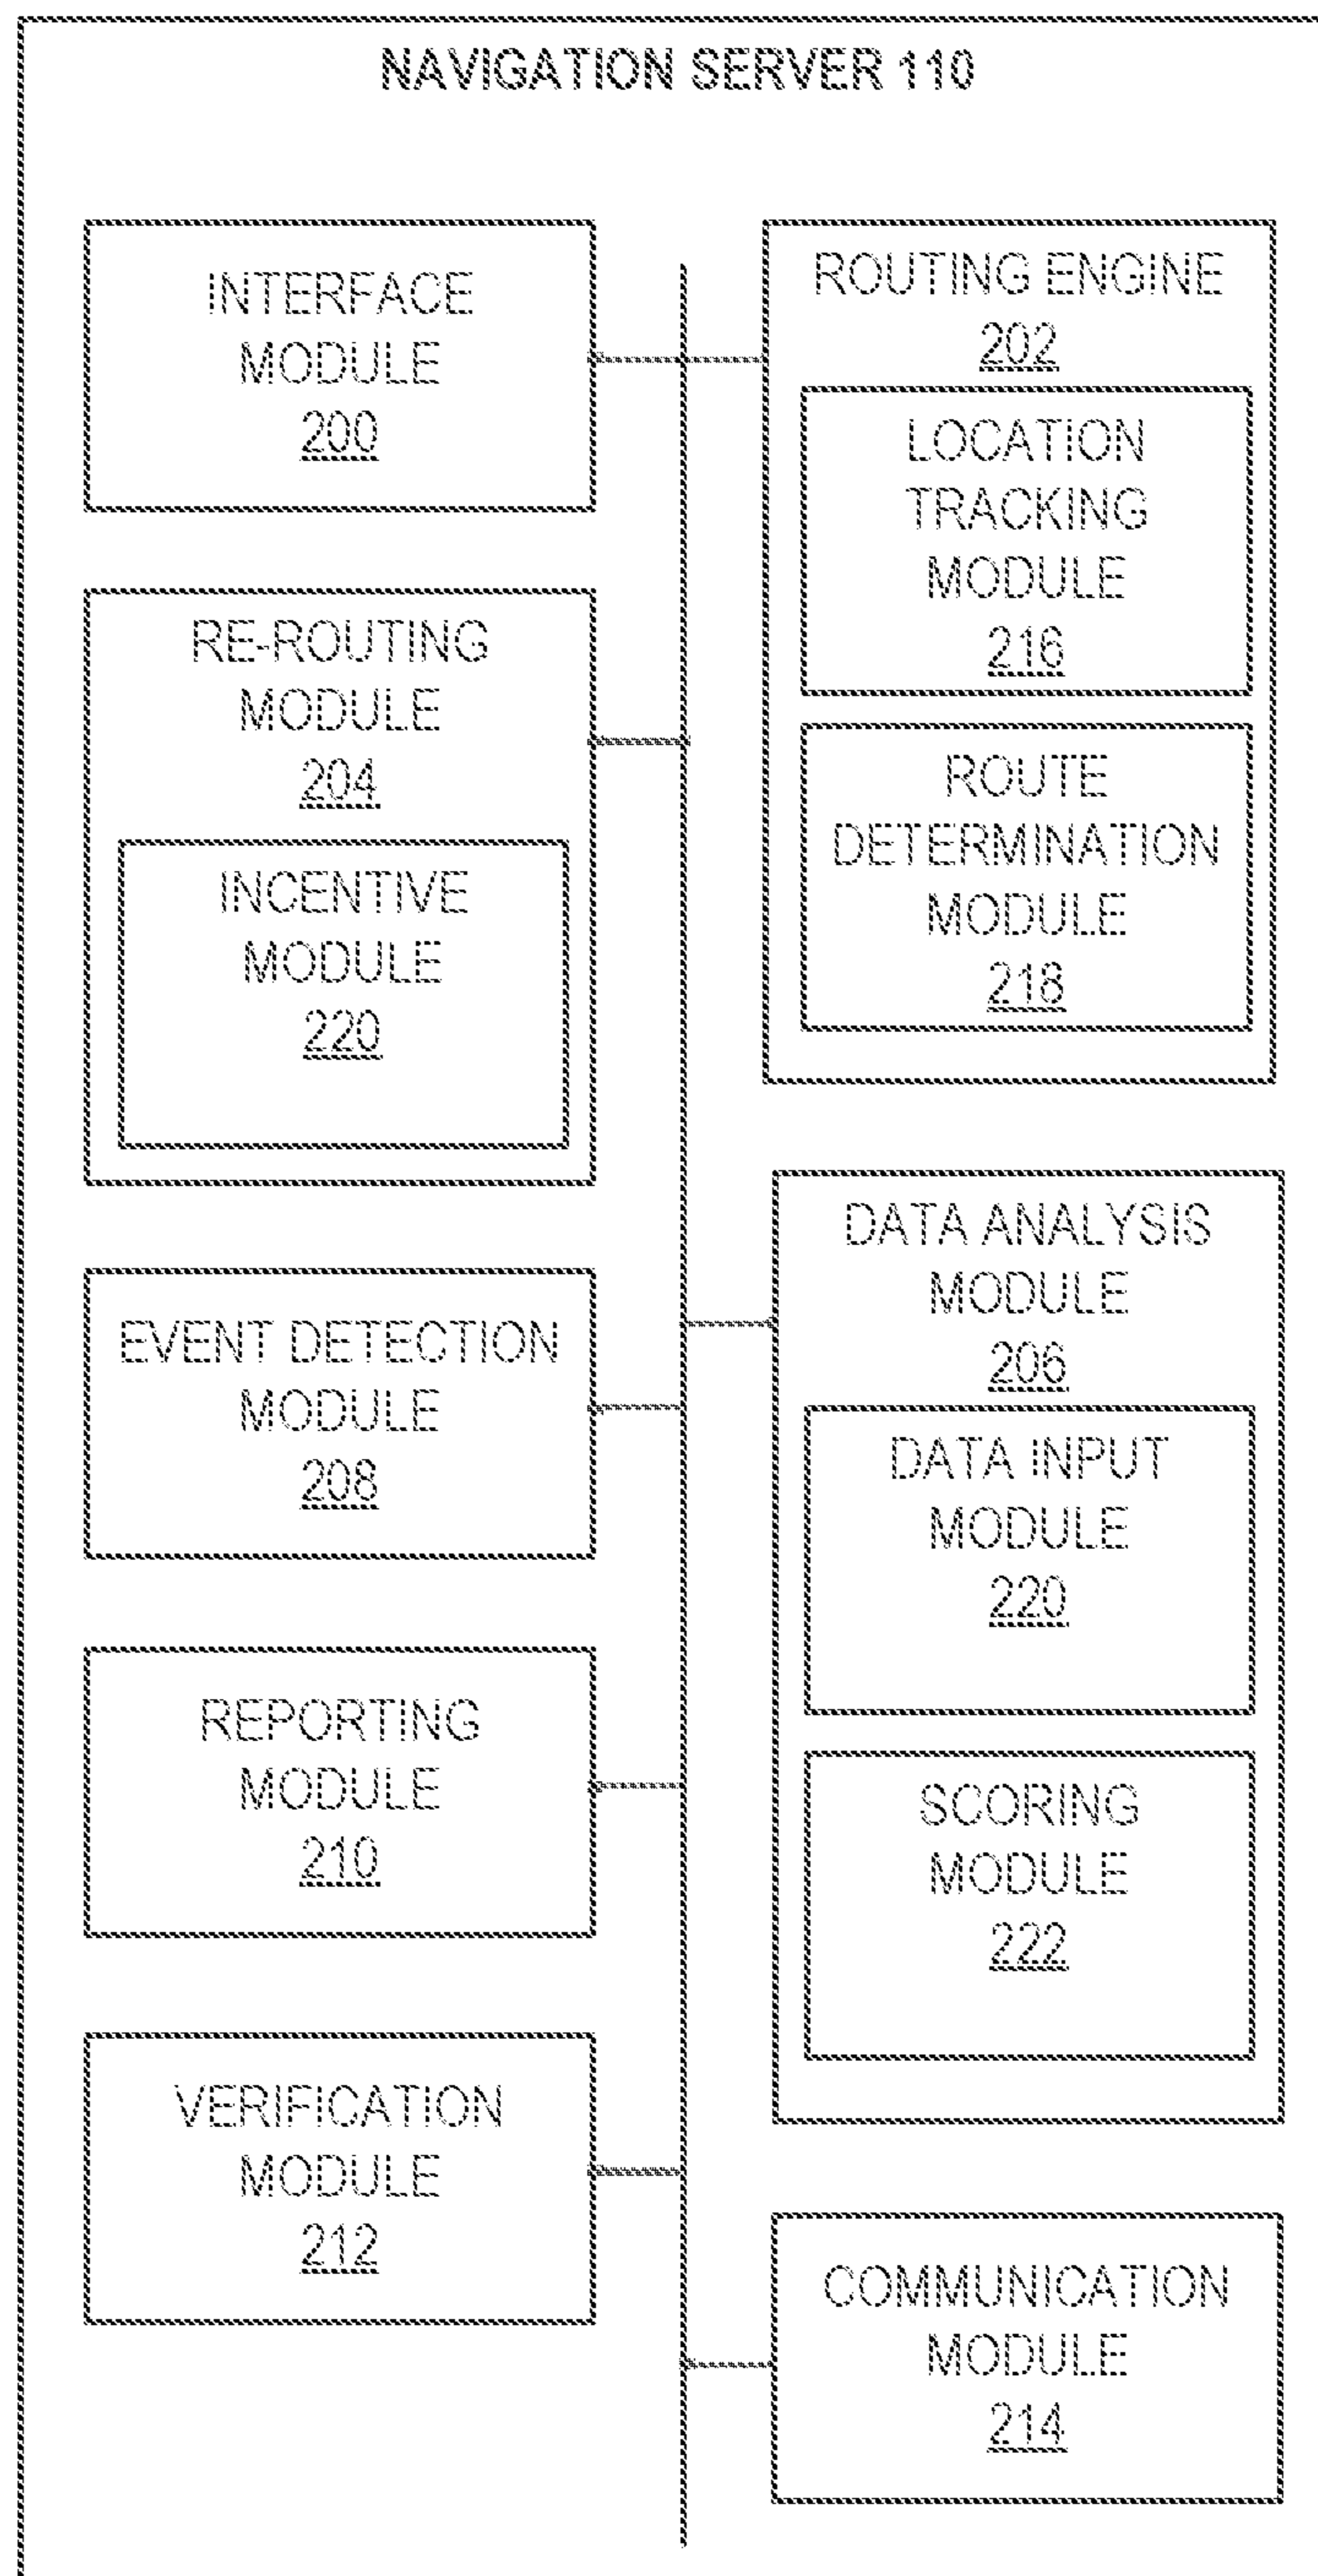 NAVIGATION SERVER 110
INTERFACE
MODULE
200
ROUTING ENGINE
202
LOCATION
TRACKING
MODULE
216
ROUTE
DETERMINATION
MODULE
218
RE-ROUTING
MODULE
204
INCENTIVE
MODULE
220
DATA ANALYSIS
MODULE
206
DATA INPUT
MODULE
220
SCORING
MODULE
222
EVENT DETECTION
MODULE
208
REPORTING
MODULE
210
VERIFICATION
MODULE
212
COMMUNICATION
MODULE
214